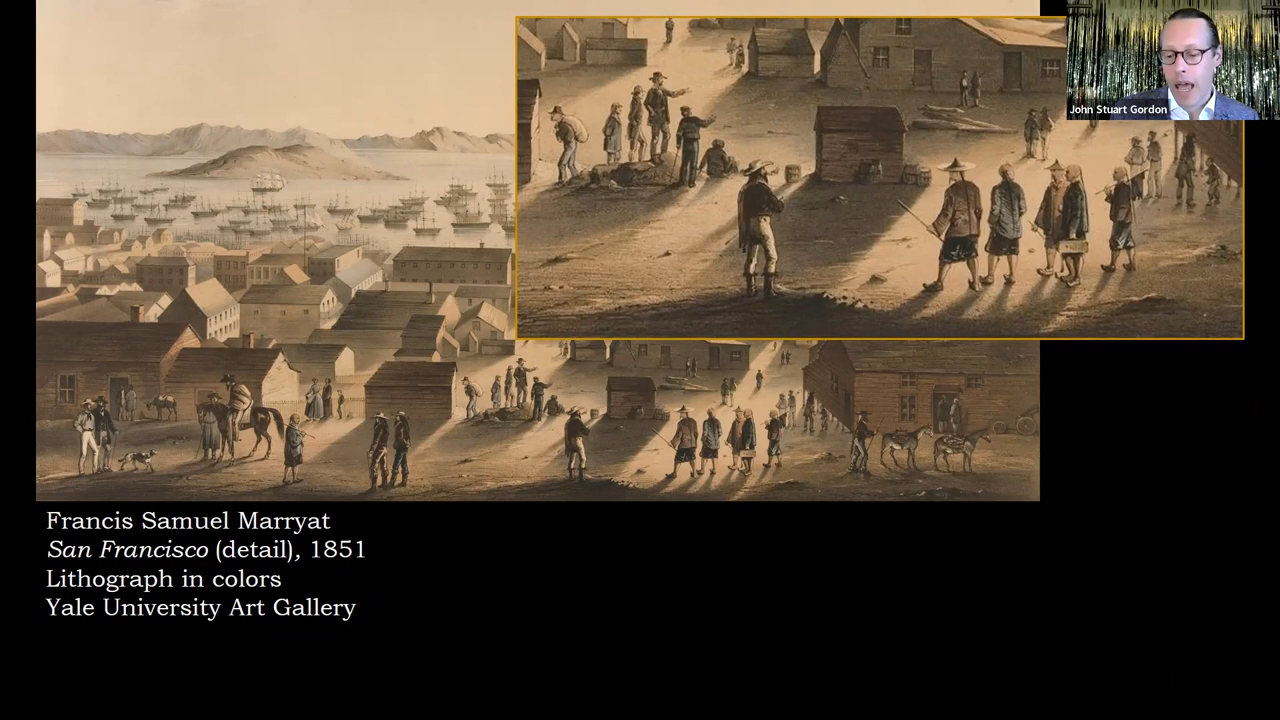 John Stuart Gordon
Francis Samuel Marryat
San Francisco (detail), 1851
Lithograph in colors
Yale University Art Gallery